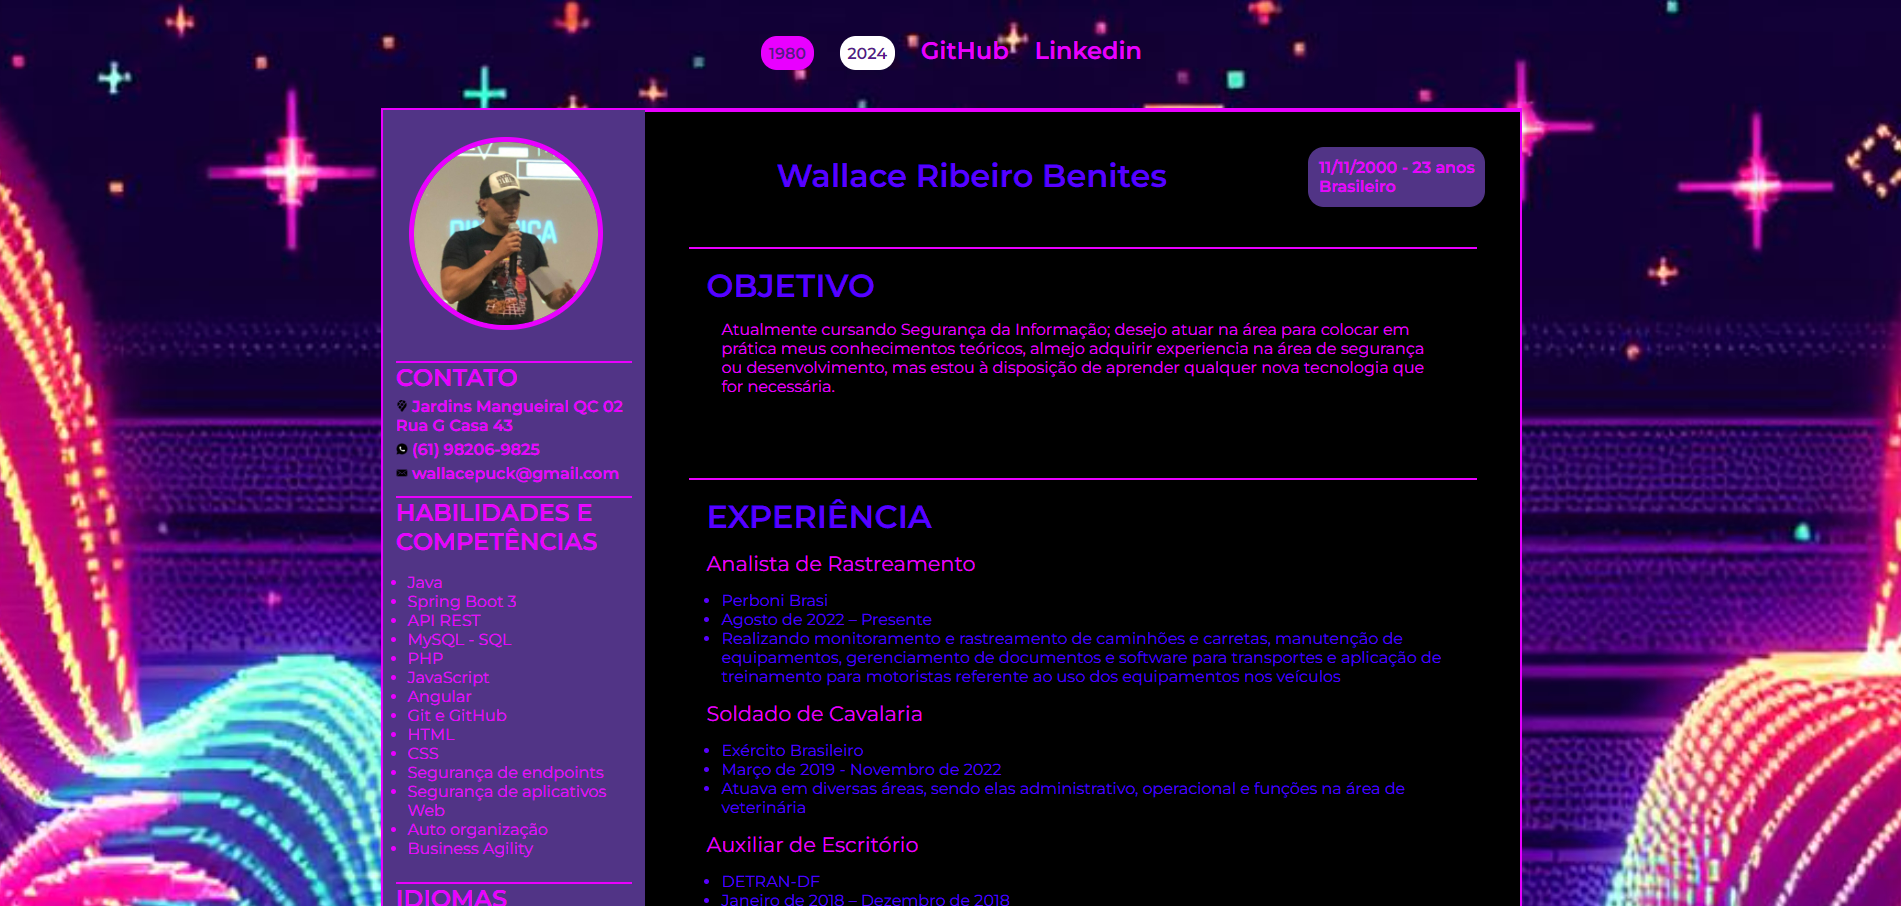 1980
2024
GitHub
Linkedin
CONTATO
Jardins Mangueiral QC 02
Rua G Casa 43
(61) 98206-9825
wallacepuck@gmail.com
HABILIDADES E
COMPETÊNCIAS
Java
Spring Boot 3
API REST
MySQL - SQL
PHP
JavaScript
Angular
Git e GitHub
HTML
CSS
Segurança de endpoints
Segurança de aplicativos
Web
Auto organização
Business Agility
IDIOMAS
Wallace Ribeiro Benites
11/11/2000 - 23 anos
Brasileiro
OBJETIVO
Atualmente cursando Segurança da Informação; desejo atuar na área para colocar em
prática meus conhecimentos teóricos, almejo adquirir experiencia na área de segurança
ou desenvolvimento, mas estou à disposição de aprender qualquer nova tecnologia que
for necessária.
EXPERIÊNCIA
Analista de Rastreamento
Perboni Brasi
Agosto de 2022 – Presente
Realizando monitoramento e rastreamento de caminhões e carretas, manutenção de
equipamentos, gerenciamento de documentos e software para transportes e aplicação de
treinamento para motoristas referente ao uso dos equipamentos nos veículos
Soldado de Cavalaria
Exército Brasileiro
Março de 2019 - Novembro de 2022
Atuava em diversas áreas, sendo elas administrativo, operacional e funções na área de
veterinária
Auxiliar de Escritório
DETRAN-DF
Janeiro de 2018 – Dezembro de 2018